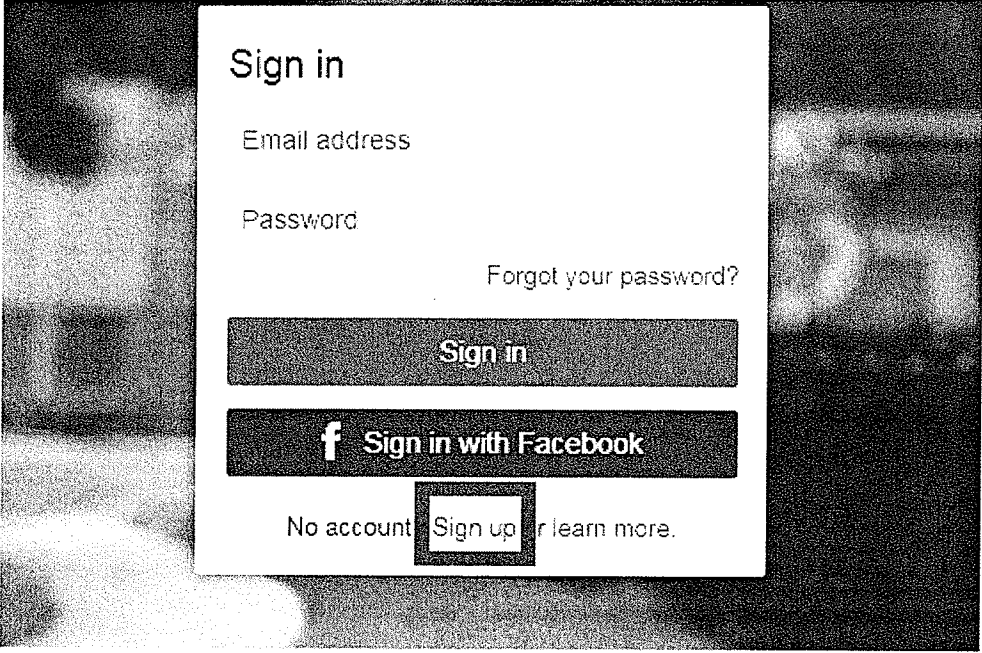 Sign in
Email address
Password
Forgot your password?
Sign in
f Sign in with Facebook
No account Sign up r learn more.